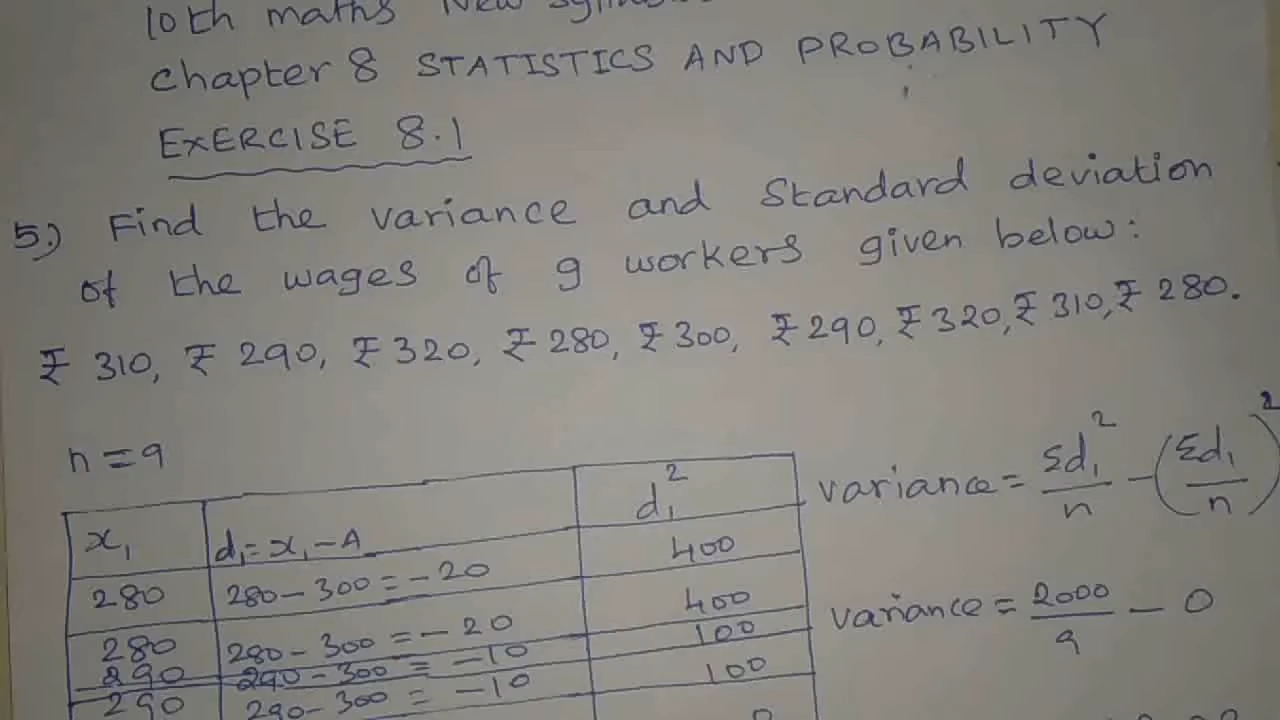 10th maths New
Chapter 8 STATISTICS AND PROBABILITY
EXERCISE 8.1
5.) Find the variance and Standard deviation
of the wages of 9 workers given below:
₹ 310, ₹ 290, ₹ 320, ₹ 280, ₹ 300, ₹ 290, ₹ 320, ₹ 310, ₹ 280.
n = 9
x₁ d₁ = x₁ - A d₁²
280 280 - 300 = -20 400
280 280 - 300 = -20 400
290 290 - 300 = -10 100
290 290 - 300 = -10 100
variance = Σd₁²/n - (Σd₁/n)²
variance = 2000/9 - 0